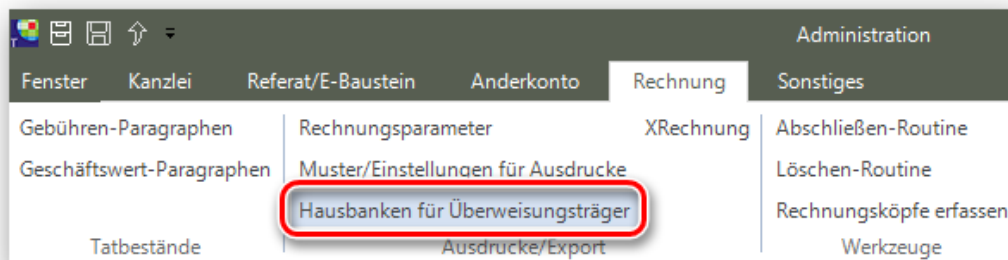 Administration
Fenster Kanzlei Referat/E-Baustein Anderkonto Rechnung Sonstiges
Gebühren-Paragraphen Rechnungsparameter XRechnung Abschließen-Routine
Geschäftswert-Paragraphen Muster/Einstellungen für Ausdrucke Löschen-Routine
Hausbanken für Überweisungsträger Rechnungsköpfe erfassen
Tatbestände Ausdrucke/Export Werkzeuge